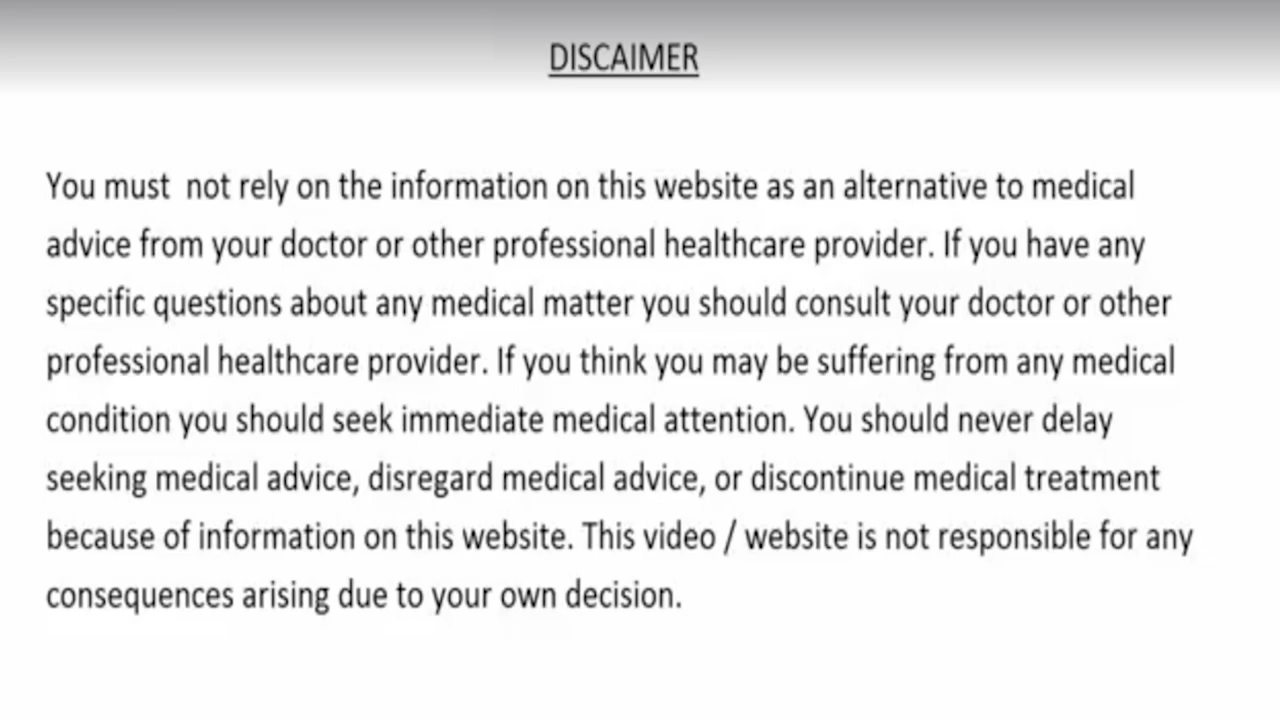 DISCAIMER
You must  not rely on the information on this website as an alternative to medical
advice from your doctor or other professional healthcare provider. If you have any
specific questions about any medical matter you should consult your doctor or other
professional healthcare provider. If you think you may be suffering from any medical
condition you should seek immediate medical attention. You should never delay
seeking medical advice, disregard medical advice, or discontinue medical treatment
because of information on this website. This video / website is not responsible for any
consequences arising due to your own decision.